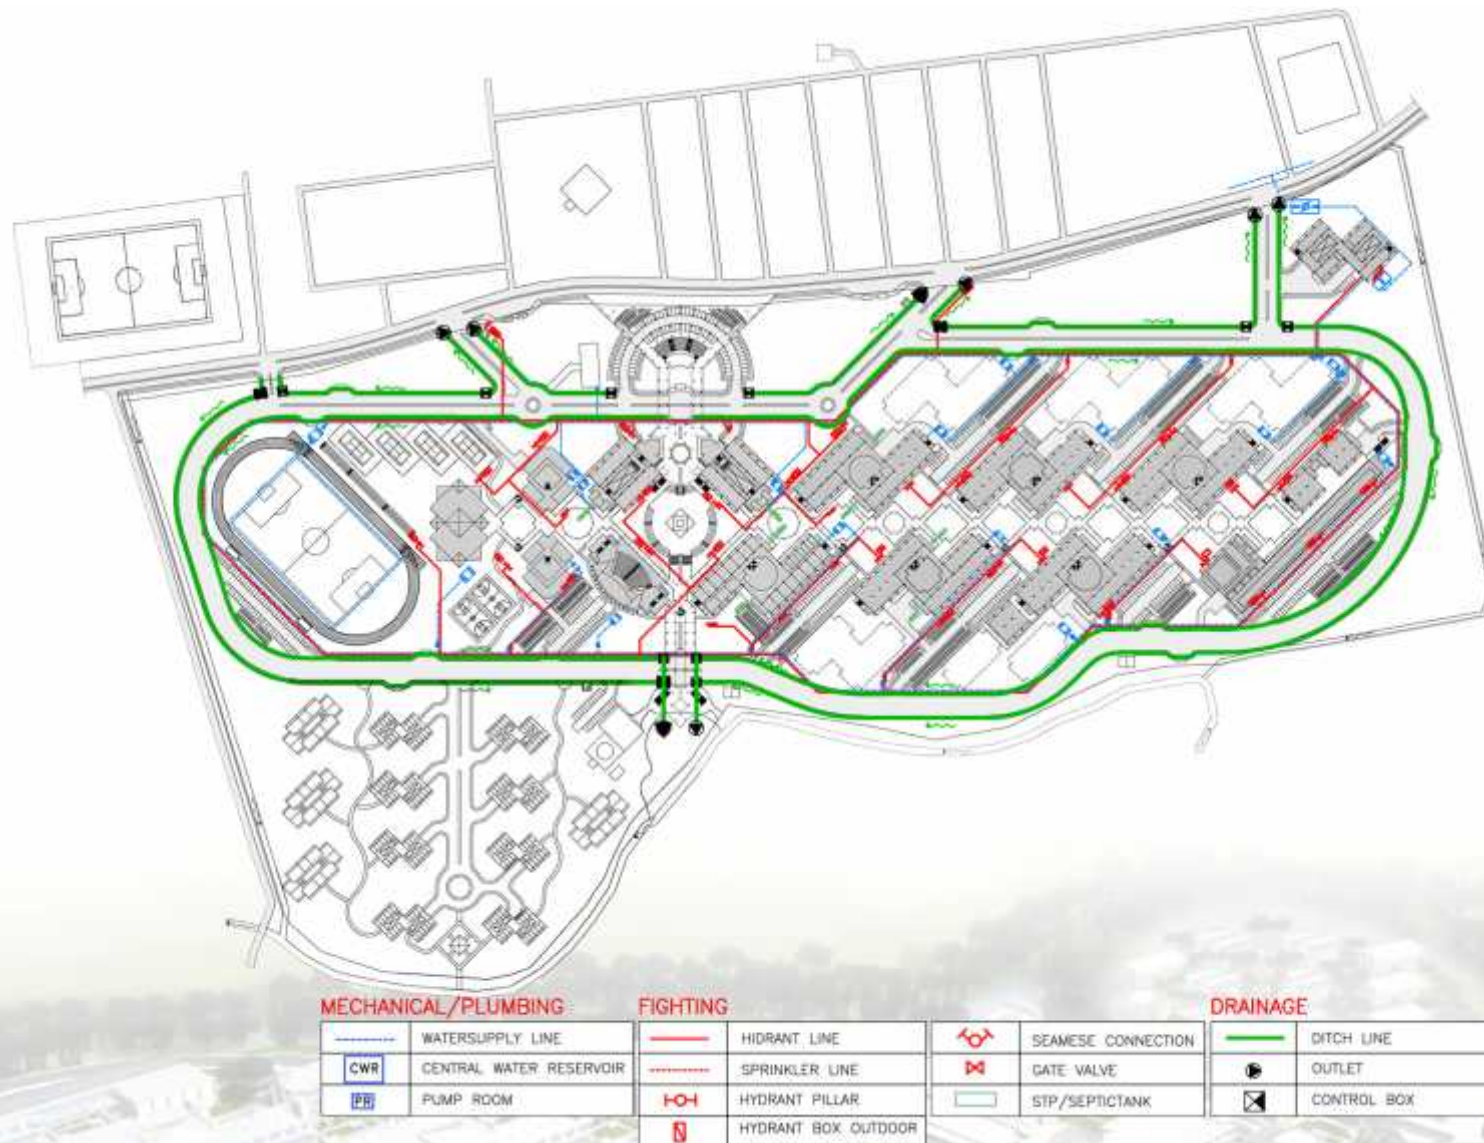 MECHANICAL/PLUMBING
WATERSUPPLY LINE
CWR CENTRAL WATER RESERVOIR
PR PUMP ROOM
FIGHTING
HIDRANT LINE
SPRINKLER LINE
HYDRANT PILLAR
HYDRANT BOX OUTDOOR
SEAMESE CONNECTION
GATE VALVE
STP/SEPTICTANK
DRAINAGE
DITCH LINE
OUTLET
CONTROL BOX